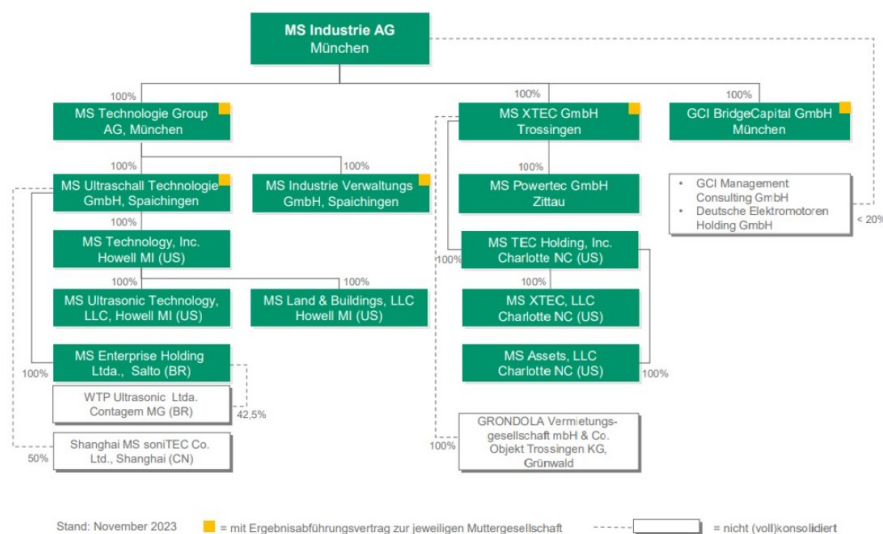 MS Industrie AG
München
100%
100%
100%
MS Technologie Group
AG, München
MS XTEC GmbH
Trossingen
GCI BridgeCapital GmbH
München
100%
100%
100%
MS Ultraschall Technologie
GmbH, Spaichingen
MS Industrie Verwaltungs
GmbH, Spaichingen
MS Powertec GmbH
Zittau
• GCI Management
Consulting GmbH
• Deutsche Elektromotoren
Holding GmbH
< 20%
100%
MS Technology, Inc.
Howell MI (US)
100%
MS TEC Holding, Inc.
Charlotte NC (US)
100%
100%
100%
MS Ultrasonic Technology,
LLC, Howell MI (US)
MS Land & Buildings, LLC
Howell MI (US)
MS XTEC, LLC
Charlotte NC (US)
100%
MS Enterprise Holding
Ltda., Salto (BR)
MS Assets, LLC
Charlotte NC (US)
100%
WTP Ultrasonic Ltda.
Contagem MG (BR)
42,5%
50%
Shanghai MS soniTEC Co.
Ltd., Shanghai (CN)
100%
GRONDOLA Vermietungs-
gesellschaft mbH & Co.
Objekt Trossingen KG,
Grünwald
Stand: November 2023
= mit Ergebnisabführungsvertrag zur jeweiligen Muttergesellschaft
= nicht (voll)konsolidiert